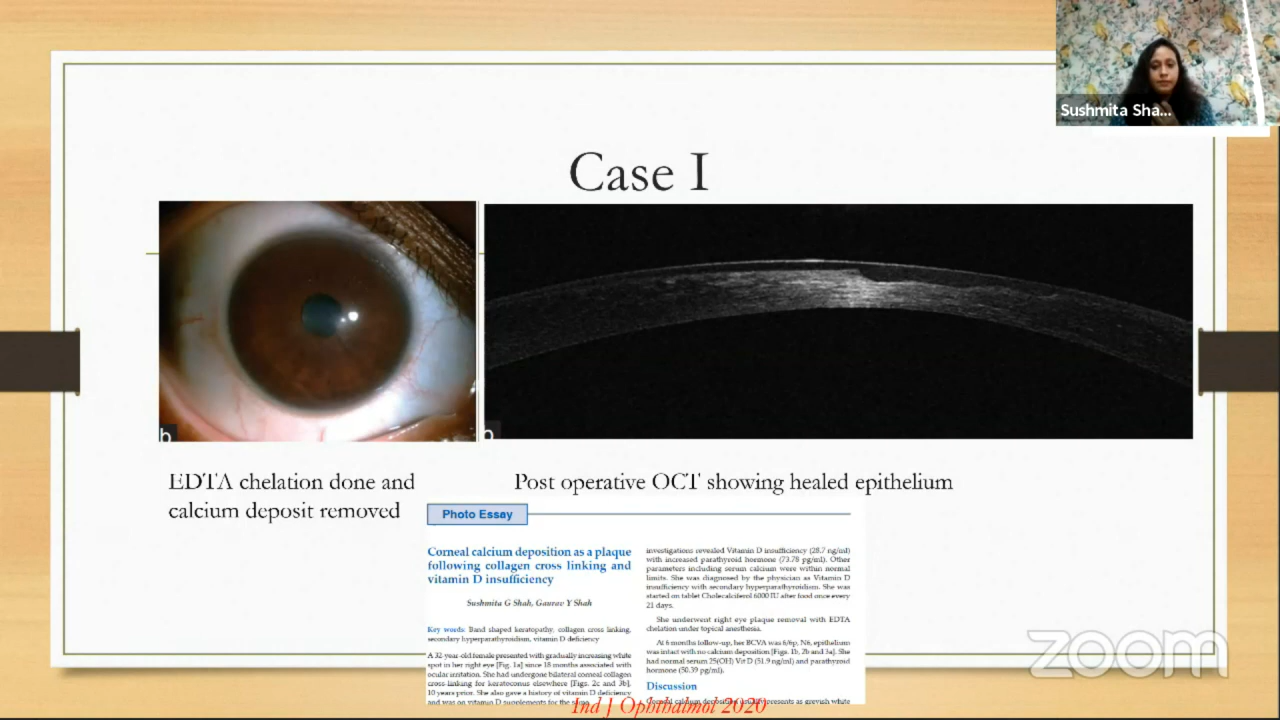 Sushmita Sha...
Case I
b
b
EDTA chelation done and
calcium deposit removed
Post operative OCT showing healed epithelium
Photo Essay
Corneal calcium deposition as a plaque
following collagen cross linking and
vitamin D insufficiency
Sushmita G Shah, Gaurav Y Shah
Key words: Band shaped keratopathy, collagen cross linking,
secondary hyperparathyroidism, vitamin D deficiency
A 32-year-old female presented with gradually increasing white
spot in her right eye [Fig. 1a] since 18 months associated with
ocular irritation. She had undergone bilateral corneal collagen
cross-linking for keratoconus elsewhere [Figs. 2c and 3b],
10 years prior. She also gave a history of vitamin D deficiency
and was on vitamin D supplements for the
investigations revealed Vitamin D insufficiency (28.7 ng/ml)
with increased parathyroid hormone (73.78 pg/ml). Other
parameters including serum calcium were within normal
limits. She was diagnosed by the physician as Vitamin D
insufficiency with secondary hyperparathyroidism. She was
started on tablet Cholecalciferol 6000 IU after food once every
21 days.
She underwent right eye plaque removal with EDTA
chelation under topical anesthesia.
At 6 months follow-up, her BCVA was 6/6p, N6, epithelium
was intact with no calcium deposition [Figs. 1b, 2b and 3a]. She
had normal serum 25(OH) Vit D (31.9 ng/ml) and parathyroid
hormone (50.39 pg/ml).
Discussion
Corneal calcium deposition usually presents as greyish white
Ind J Ophthalmol 2020
zoom